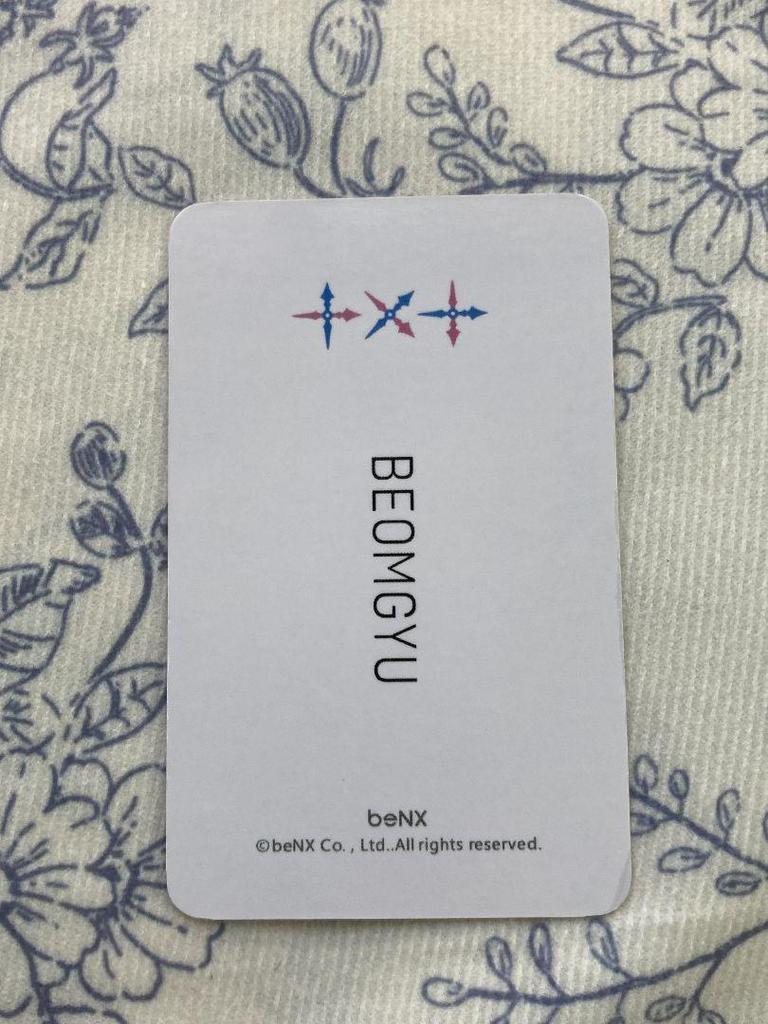 BEOMGYU
beNX
©beNX Co. , Ltd..All rights reserved.